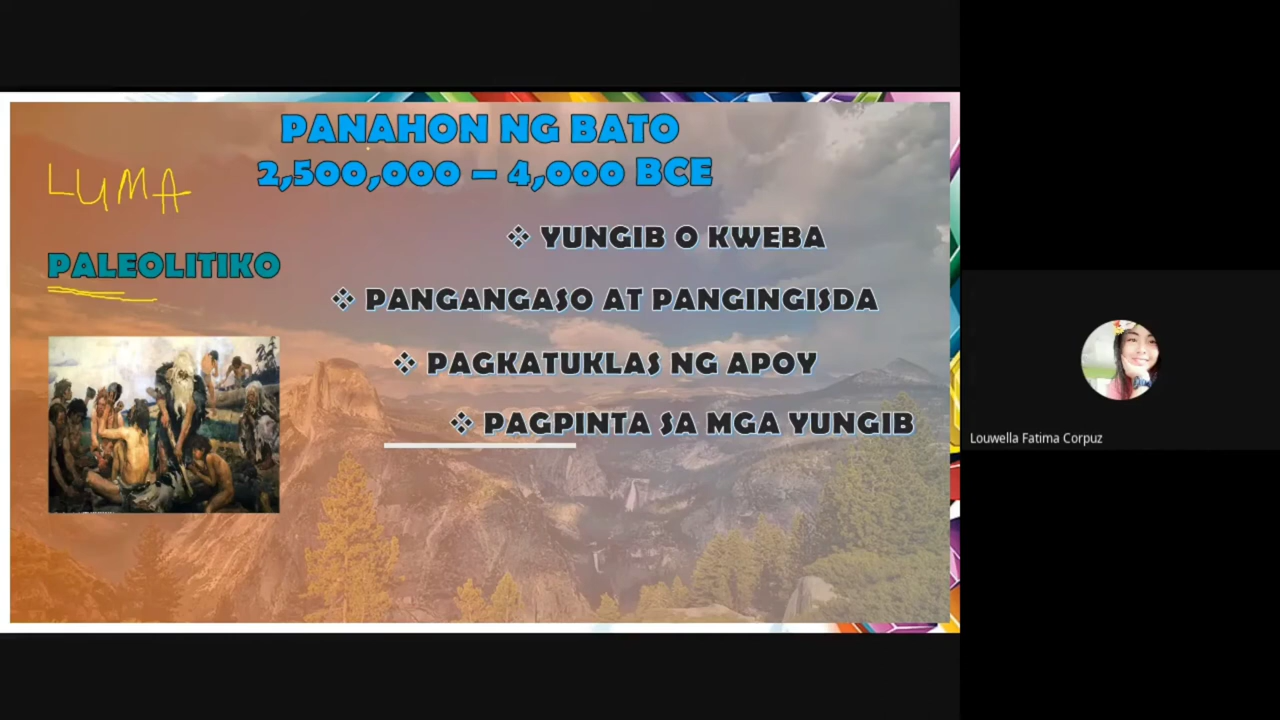 PANAHON NG BATO
2,500,000 – 4,000 BCE
LUMA
PALEOLITIKO
❖ YUNGIB O KWEBA
❖ PANGANGASO AT PANGINGISDA
❖ PAGKATUKLAS NG APOY
❖ PAGPINTA SA MGA YUNGIB
Louwella Fatima Corpuz